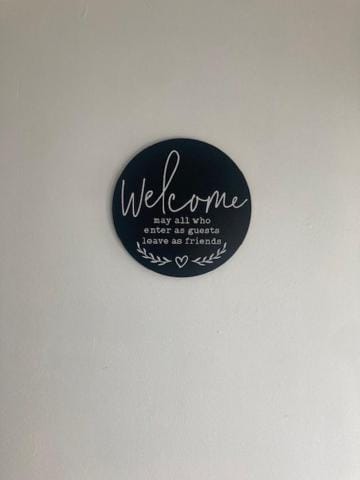 Welcome
may all who
enter as guests
leave as friends